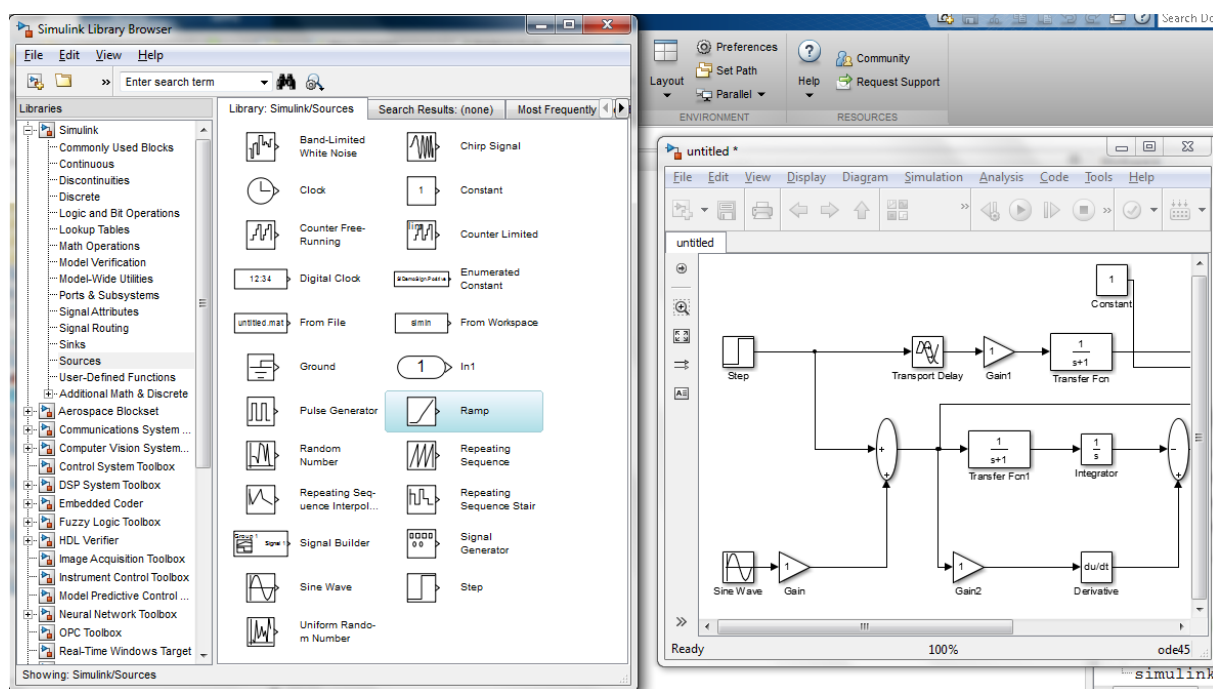 Simulink Library Browser
File Edit View Help
» Enter search term
Libraries
Library: Simulink/Sources Search Results: (none) Most Frequently
Simulink
Commonly Used Blocks
Continuous
Discontinuities
Discrete
Logic and Bit Operations
Lookup Tables
Math Operations
Model Verification
Model-Wide Utilities
Ports & Subsystems
Signal Attributes
Signal Routing
Sinks
Sources
User-Defined Functions
Additional Math & Discrete
Aerospace Blockset
Communications System ...
Computer Vision System...
Control System Toolbox
DSP System Toolbox
Embedded Coder
Fuzzy Logic Toolbox
HDL Verifier
Image Acquisition Toolbox
Instrument Control Toolbox
Model Predictive Control ...
Neural Network Toolbox
OPC Toolbox
Real-Time Windows Target
Band-Limited
White Noise
Chirp Signal
Clock
1 Constant
Counter Free-
Running
Counter Limited
12:34 Digital Clock
Enumerated
Constant
untitled.mat From File
simin From Workspace
Ground
1 In1
Pulse Generator
Ramp
Random
Number
Repeating
Sequence
Repeating Seq-
uence Interpol...
Repeating
Sequence Stair
Group 1
Signal 1 Signal Builder
Signal
Generator
Sine Wave
Step
Uniform Rando-
m Number
Showing: Simulink/Sources
Search Do
Layout
Preferences
Set Path
Parallel
Help
Community
Request Support
ENVIRONMENT RESOURCES
untitled *
File Edit View Display Diagram Simulation Analysis Code Tools Help
» »
untitled
1
Constant
Step
Transport Delay
1
Gain1
1
s+1
Transfer Fcn
+
+
1
s+1
Transfer Fcn1
1
s
Integrator
-
+
Sine Wave
1
Gain
1
Gain2
du/dt
Derivative
»
Ready 100% ode45
simulink